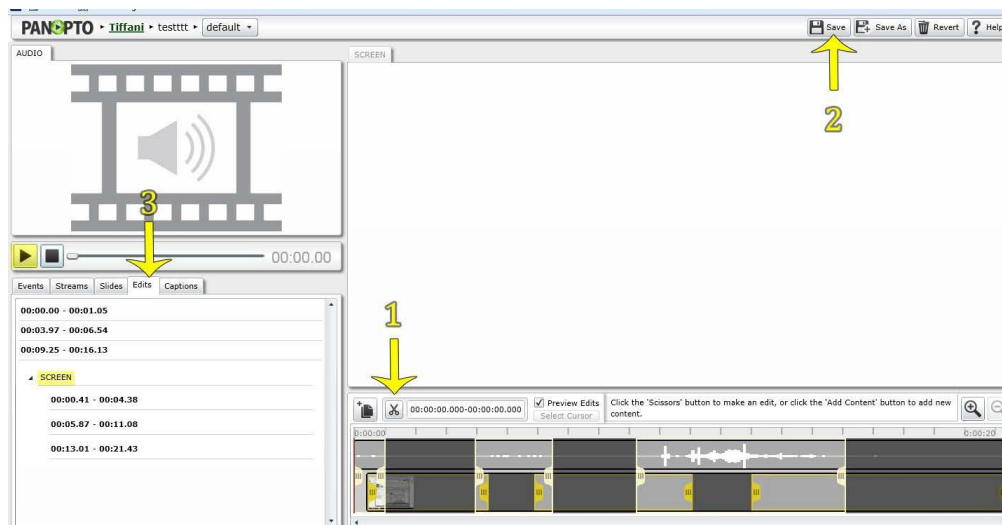 PANOPTO • Tiffani • testttt • default
Save Save As Revert ? Help
AUDIO
SCREEN
2
3
00:00.00
Events Streams Slides Edits Captions
00:00.00 - 00:01.05
00:03.97 - 00:06.54
00:09.25 - 00:16.13
SCREEN
00:00.41 - 00:04.38
00:05.87 - 00:11.08
00:13.01 - 00:21.43
1
00:00:00.000-00:00:00.000
Preview Edits
Select Cursor
Click the 'Scissors' button to make an edit, or click the 'Add Content' button to add new
content.
0:00:00
0:00:20